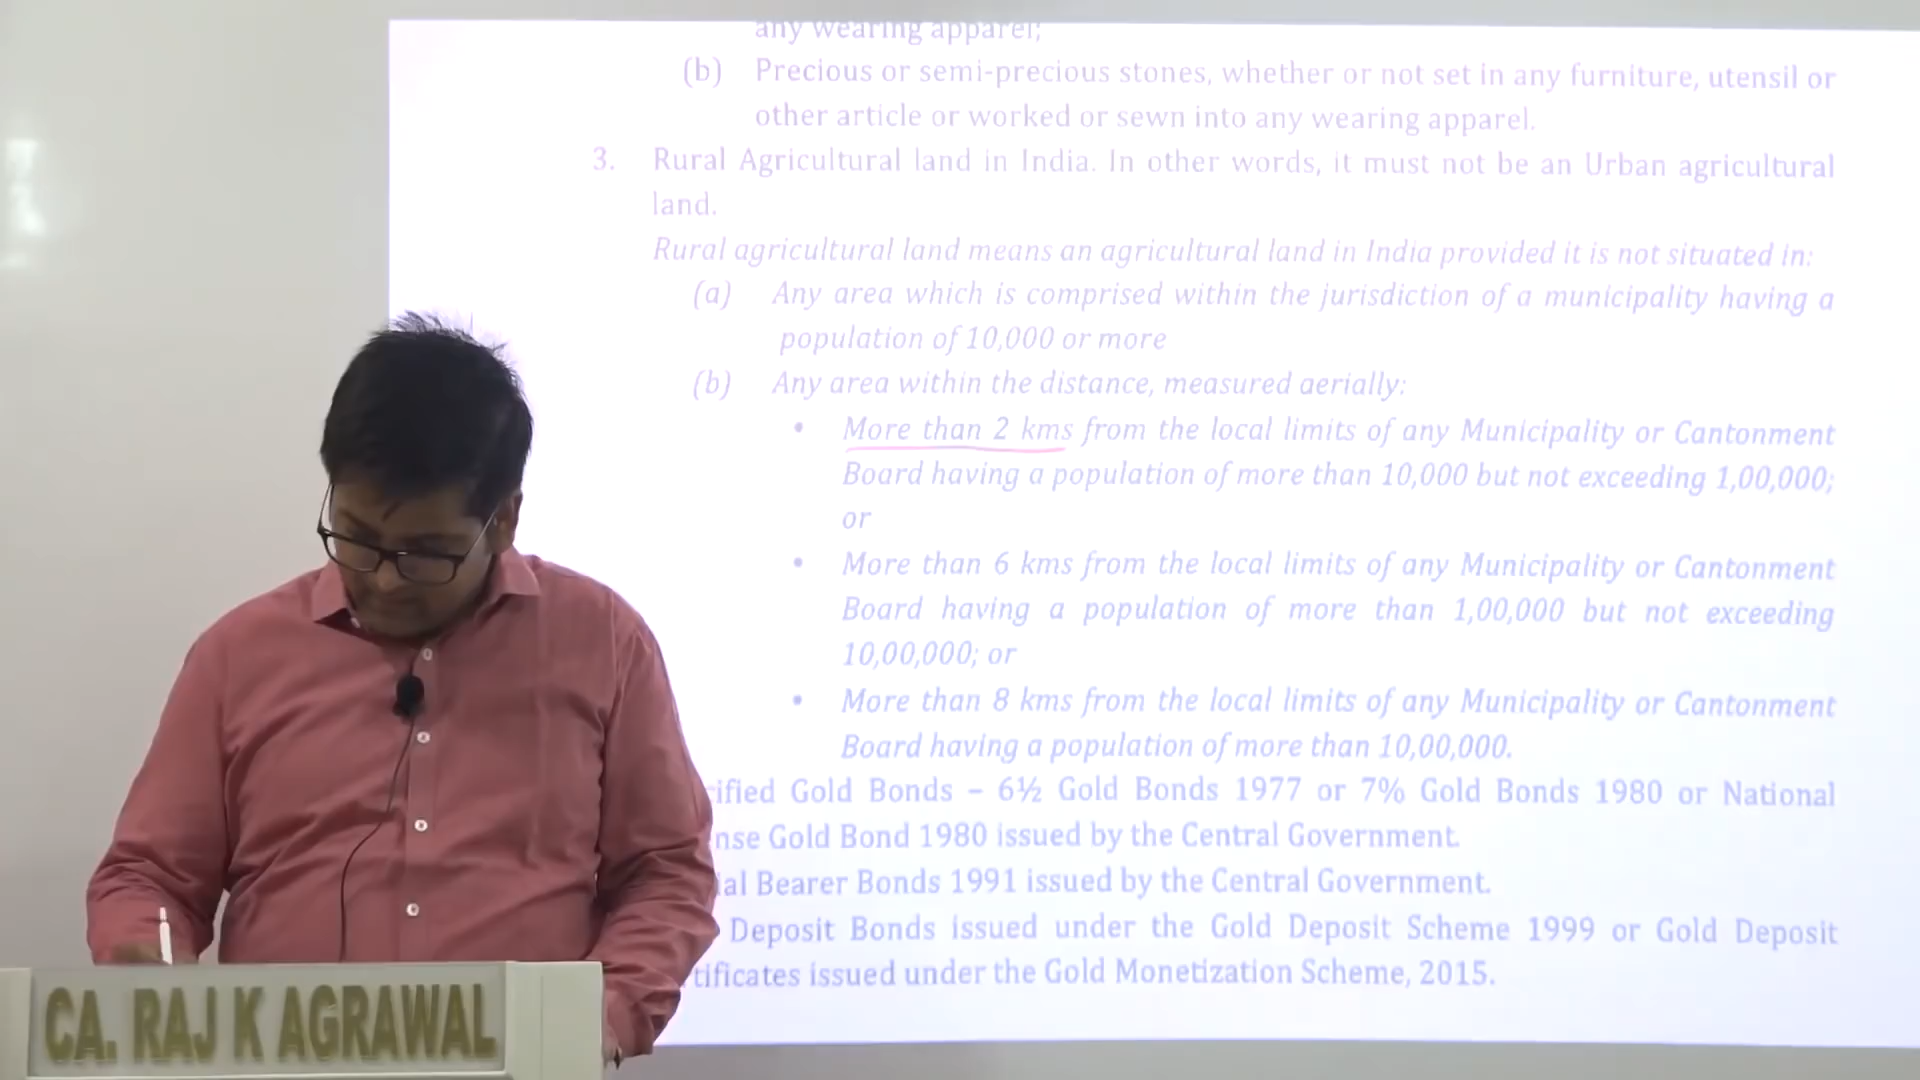 any wearing apparel;
(b) Precious or semi-precious stones, whether or not set in any furniture, utensil or
other article or worked or sewn into any wearing apparel.
3. Rural Agricultural land in India. In other words, it must not be an Urban agricultural
land.
Rural agricultural land means an agricultural land in India provided it is not situated in:
(a) Any area which is comprised within the jurisdiction of a municipality having a
population of 10,000 or more
(b) Any area within the distance, measured aerially:
• More than 2 kms from the local limits of any Municipality or Cantonment
Board having a population of more than 10,000 but not exceeding 1,00,000;
or
• More than 6 kms from the local limits of any Municipality or Cantonment
Board having a population of more than 1,00,000 but not exceeding
10,00,000; or
• More than 8 kms from the local limits of any Municipality or Cantonment
Board having a population of more than 10,00,000.
ified Gold Bonds – 6½ Gold Bonds 1977 or 7% Gold Bonds 1980 or National
nse Gold Bond 1980 issued by the Central Government.
ial Bearer Bonds 1991 issued by the Central Government.
Deposit Bonds issued under the Gold Deposit Scheme 1999 or Gold Deposit
tificates issued under the Gold Monetization Scheme, 2015.
CA. RAJ K AGRAWAL